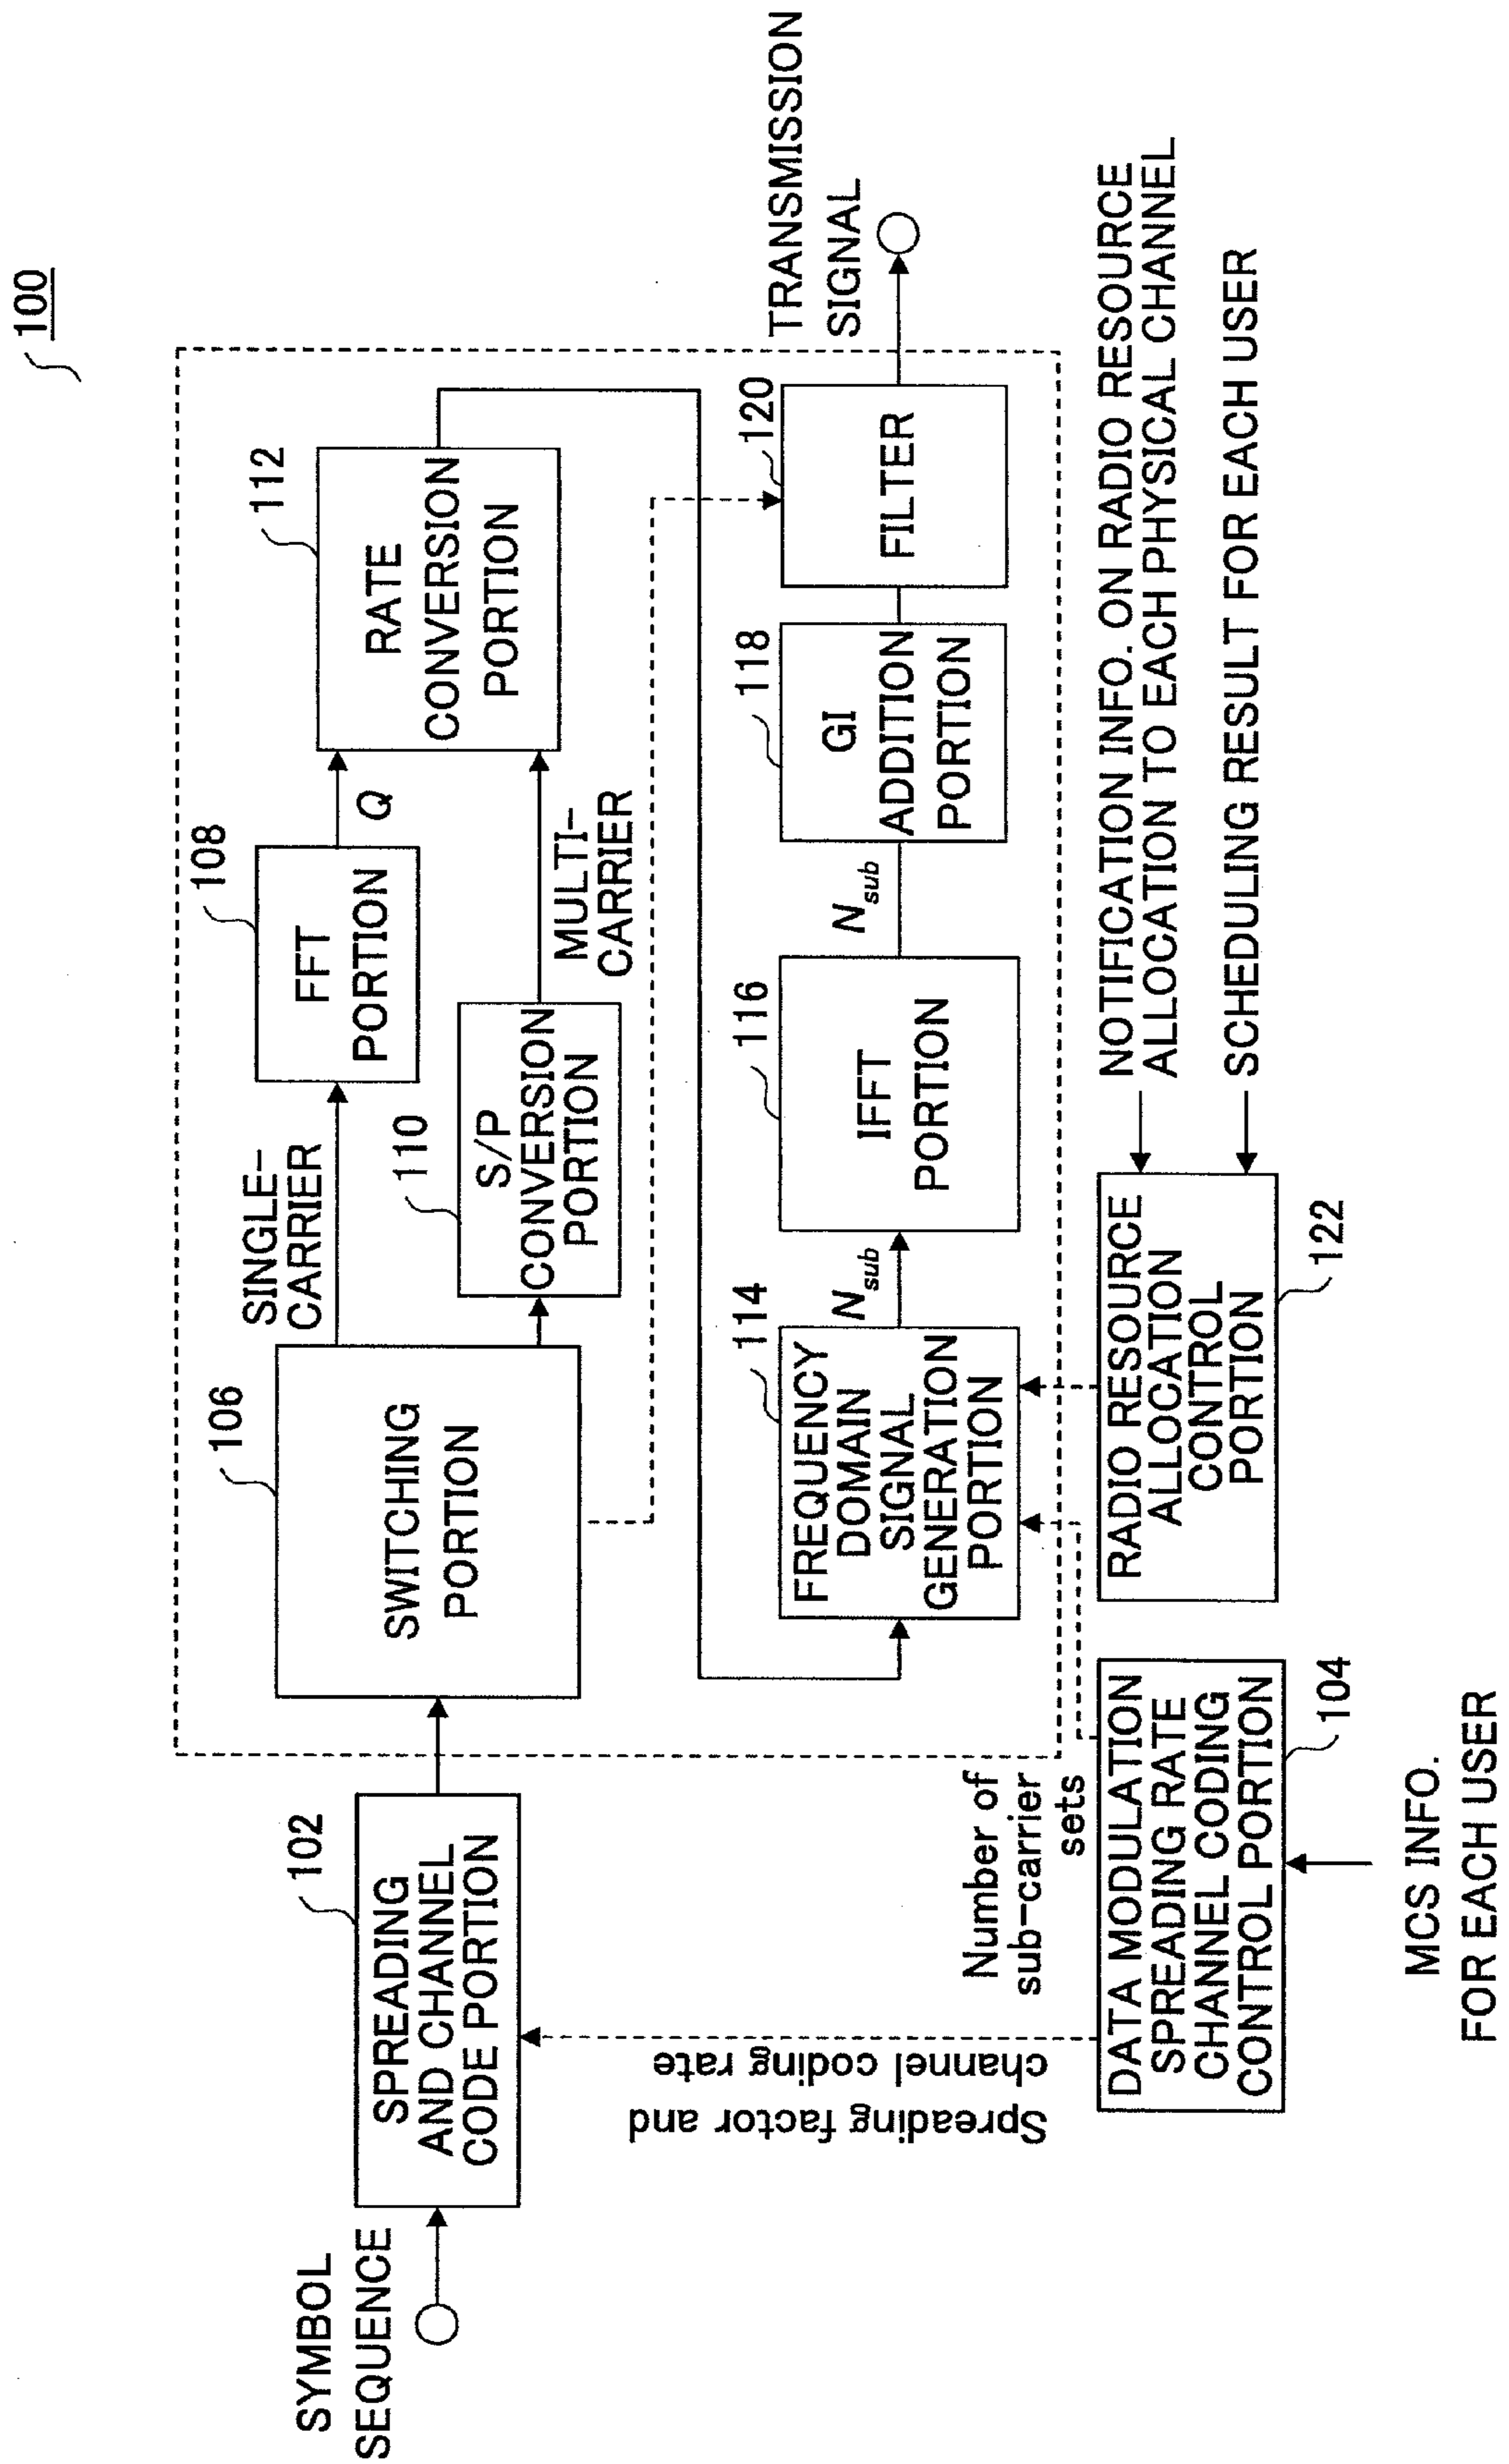 100
SYMBOL
SEQUENCE
102
SPREADING
AND CHANNEL
CODE PORTION
106
SWITCHING
PORTION
SINGLE-
CARRIER
108
FFT
PORTION
Q
110
S/P
CONVERSION
PORTION
MULTI-
CARRIER
112
RATE
CONVERSION
PORTION
114
FREQUENCY
DOMAIN
SIGNAL
GENERATION
PORTION
Nsub
116
IFFT
PORTION
Nsub
118
GI
ADDITION
PORTION
120
FILTER
TRANSMISSION
SIGNAL
Spreading factor and
channel coding rate
Number of
sub-carrier
sets
DATA MODULATION
SPREADING RATE
CHANNEL CODING
CONTROL PORTION
104
MCS INFO.
FOR EACH USER
RADIO RESOURCE
ALLOCATION
CONTROL
PORTION
122
NOTIFICATION INFO. ON RADIO RESOURCE
ALLOCATION TO EACH PHYSICAL CHANNEL
SCHEDULING RESULT FOR EACH USER